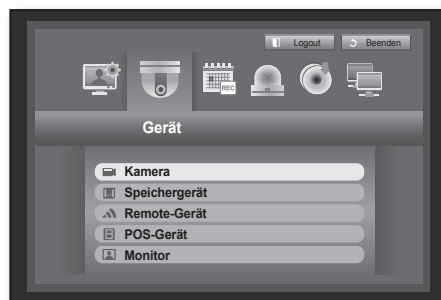 Logout Beenden
REC
Gerät
Kamera
Speichergerät
Remote-Gerät
POS-Gerät
Monitor